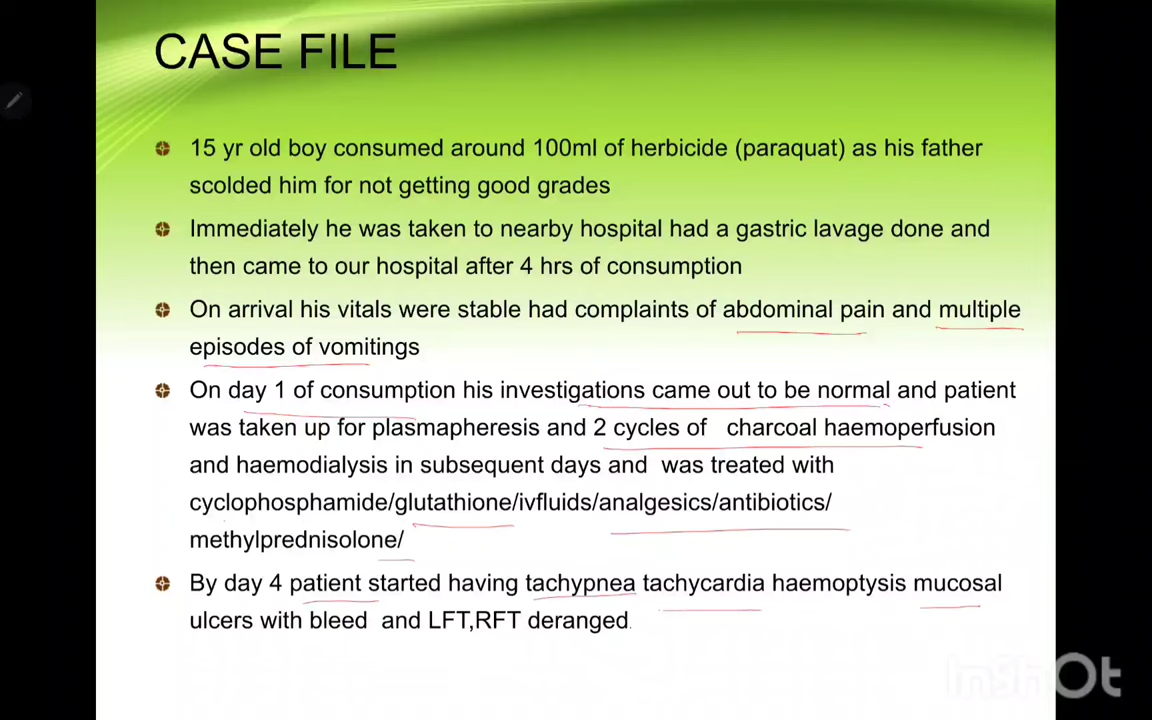 CASE FILE
15 yr old boy consumed around 100ml of herbicide (paraquat) as his father
scolded him for not getting good grades
Immediately he was taken to nearby hospital had a gastric lavage done and
then came to our hospital after 4 hrs of consumption
On arrival his vitals were stable had complaints of abdominal pain and multiple
episodes of vomitings
On day 1 of consumption his investigations came out to be normal and patient
was taken up for plasmapheresis and 2 cycles of charcoal haemoperfusion
and haemodialysis in subsequent days and was treated with
cyclophosphamide/glutathione/ivfluids/analgesics/antibiotics/
methylprednisolone/
By day 4 patient started having tachypnea tachycardia haemoptysis mucosal
ulcers with bleed and LFT,RFT deranged.
InShOt